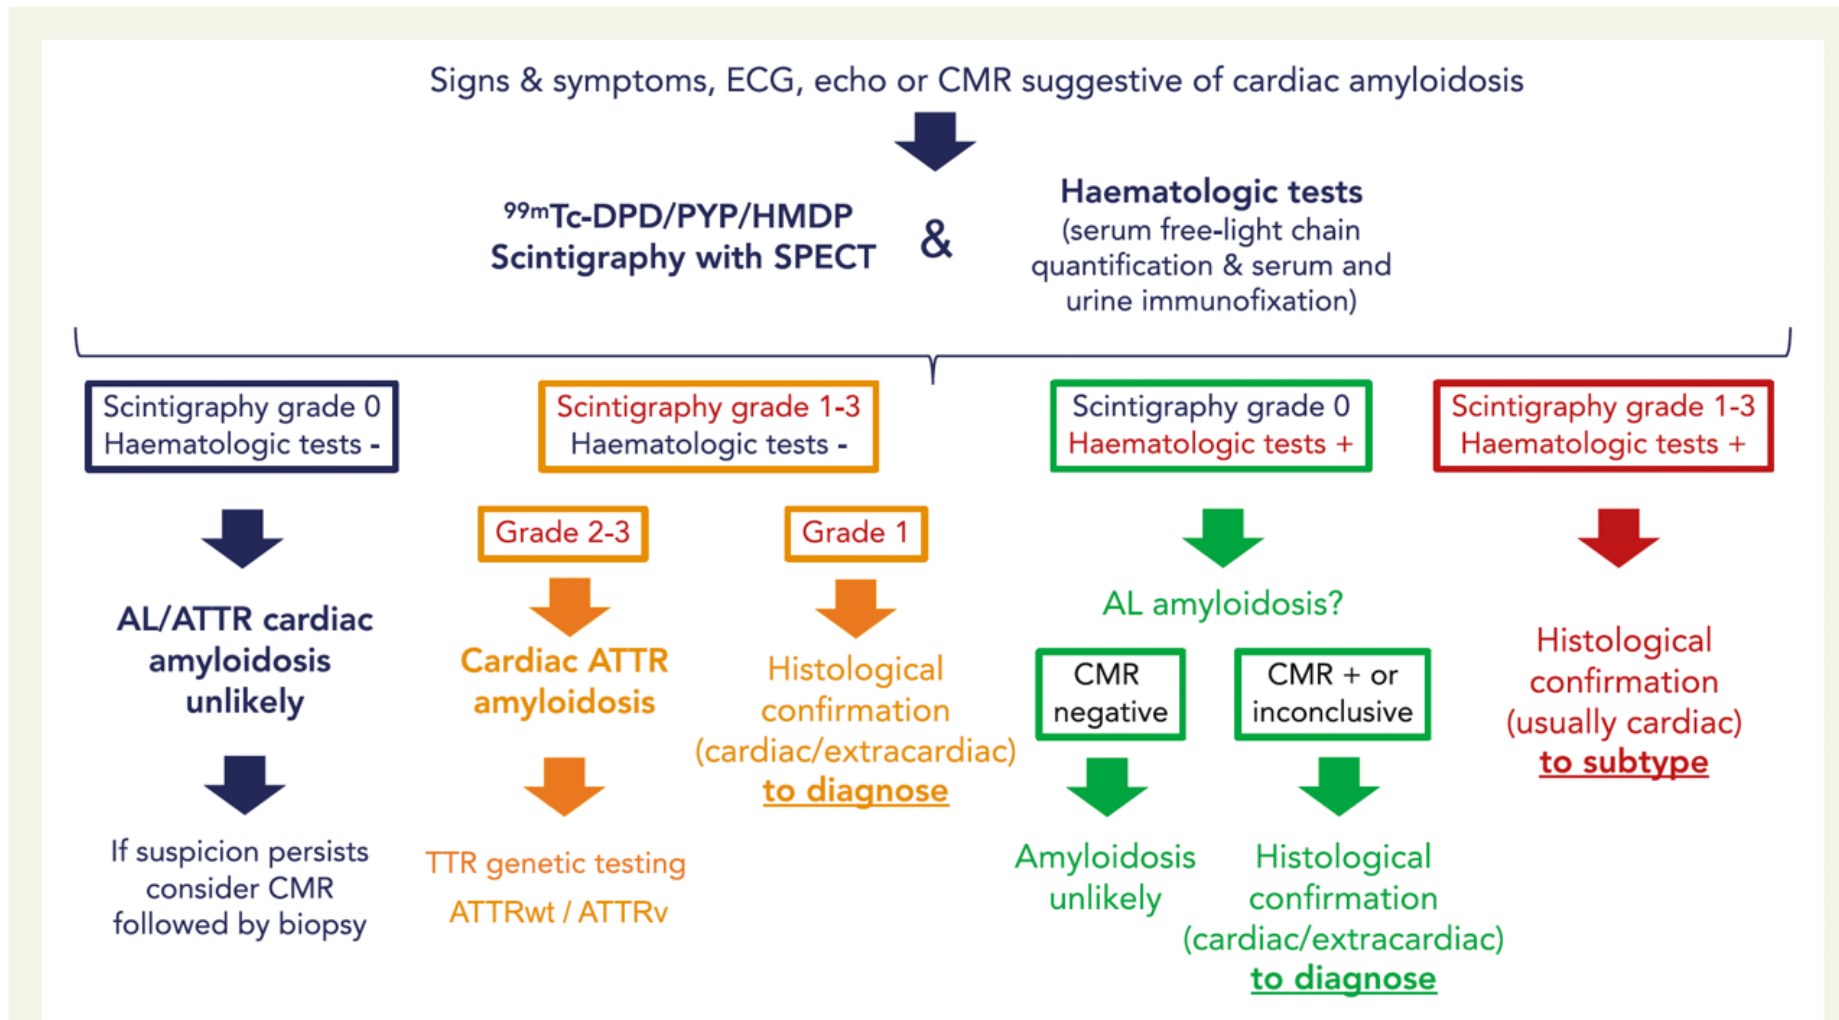 Signs & symptoms, ECG, echo or CMR suggestive of cardiac amyloidosis
99mTc-DPD/PYP/HMDP
Scintigraphy with SPECT
&
Haematologic tests
(serum free-light chain
quantification & serum and
urine immunofixation)
Scintigraphy grade 0
Haematologic tests -
AL/ATTR cardiac
amyloidosis
unlikely
If suspicion persists
consider CMR
followed by biopsy
Scintigraphy grade 1-3
Haematologic tests -
Grade 2-3
Cardiac ATTR
amyloidosis
TTR genetic testing
ATTRwt / ATTRv
Grade 1
Histological
confirmation
(cardiac/extracardiac)
to diagnose
Scintigraphy grade 0
Haematologic tests +
AL amyloidosis?
CMR
negative
Amyloidosis
unlikely
CMR + or
inconclusive
Histological
confirmation
(cardiac/extracardiac)
to diagnose
Scintigraphy grade 1-3
Haematologic tests +
Histological
confirmation
(usually cardiac)
to subtype